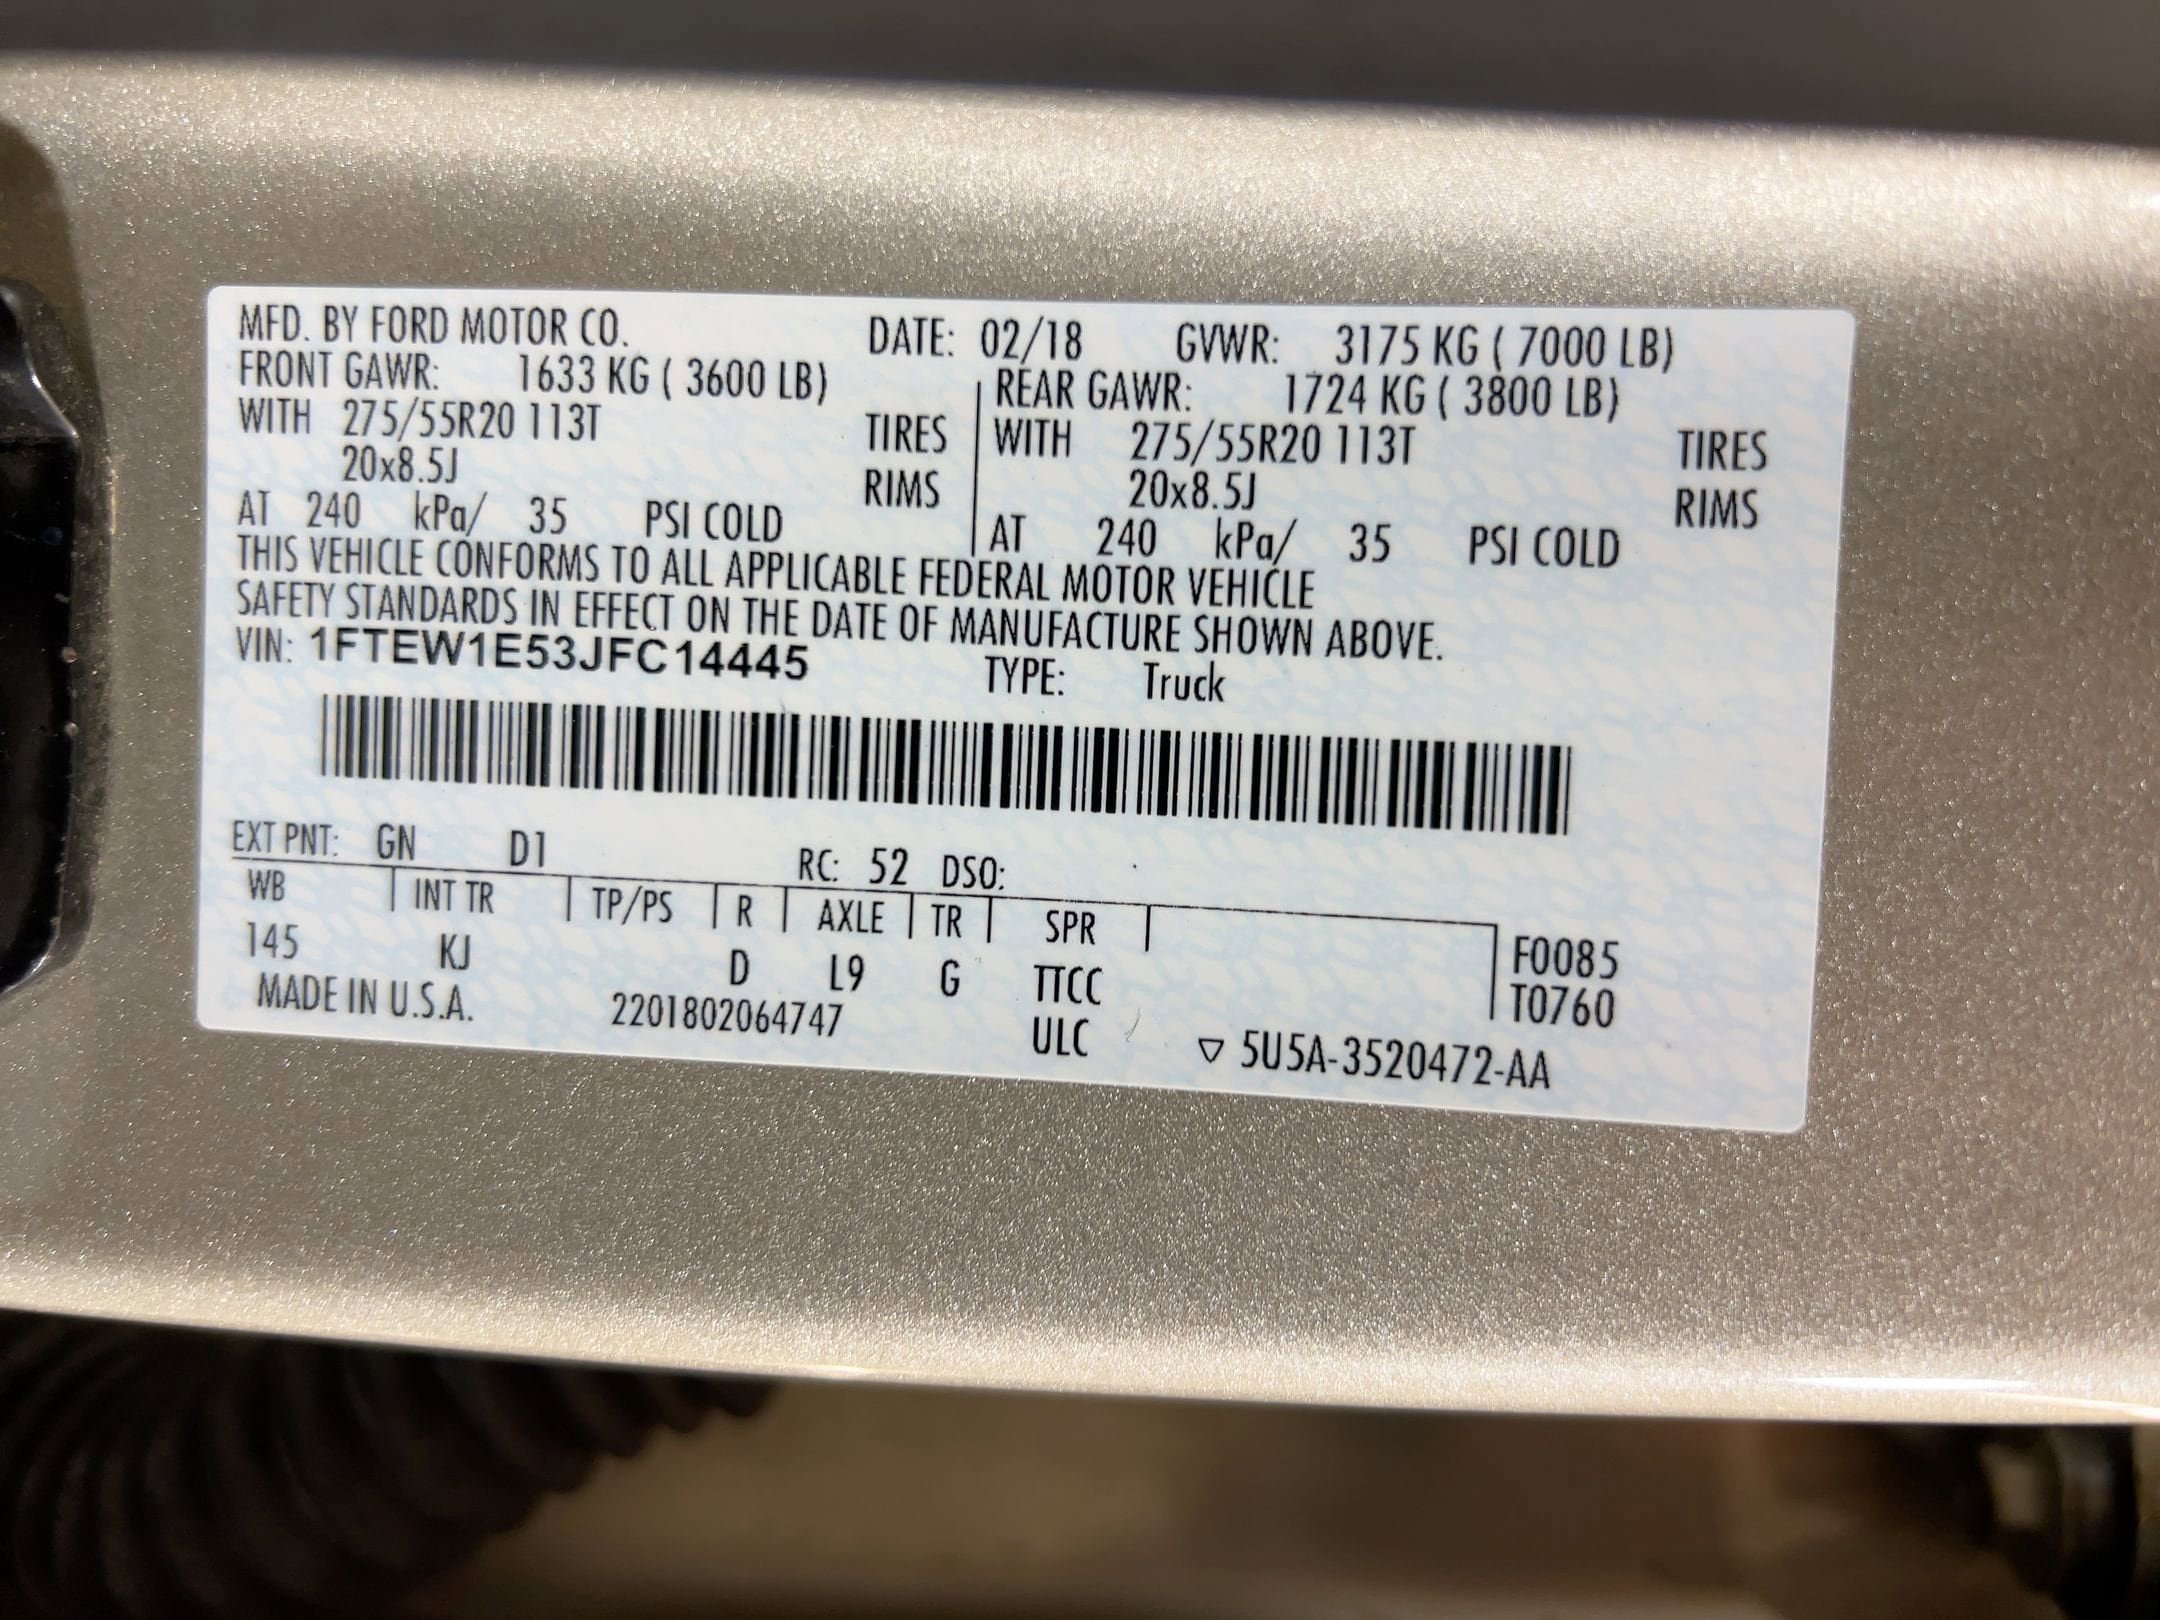 MFD. BY FORD MOTOR CO. DATE: 02/18 GVWR: 3175 KG ( 7000 LB)
FRONT GAWR: 1633 KG ( 3600 LB) REAR GAWR: 1724 KG ( 3800 LB)
WITH 275/55R20 113T TIRES WITH 275/55R20 113T TIRES
20x8.5J RIMS 20x8.5J RIMS
AT 240 kPa/ 35 PSI COLD AT 240 kPa/ 35 PSI COLD
THIS VEHICLE CONFORMS TO ALL APPLICABLE FEDERAL MOTOR VEHICLE
SAFETY STANDARDS IN EFFECT ON THE DATE OF MANUFACTURE SHOWN ABOVE.
VIN: 1FTEW1E53JFC14445 TYPE: Truck
EXT PNT: GN D1 RC: 52 DSO:
WB INT TR TP/PS R AXLE TR SPR F0085
145 KJ D L9 G TTCC T0760
MADE IN U.S.A. 2201802064747 ULC ▽ 5U5A-3520472-AA